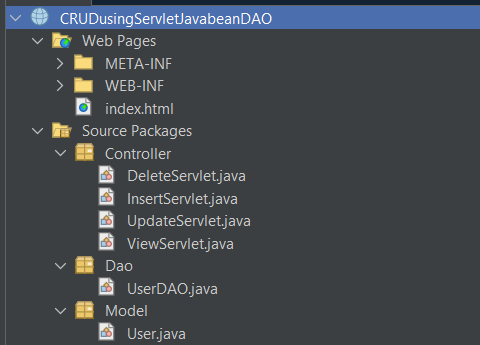 CRUDusingServletJavabeanDAO
Web Pages
META-INF
WEB-INF
index.html
Source Packages
Controller
DeleteServlet.java
InsertServlet.java
UpdateServlet.java
ViewServlet.java
Dao
UserDAO.java
Model
User.java